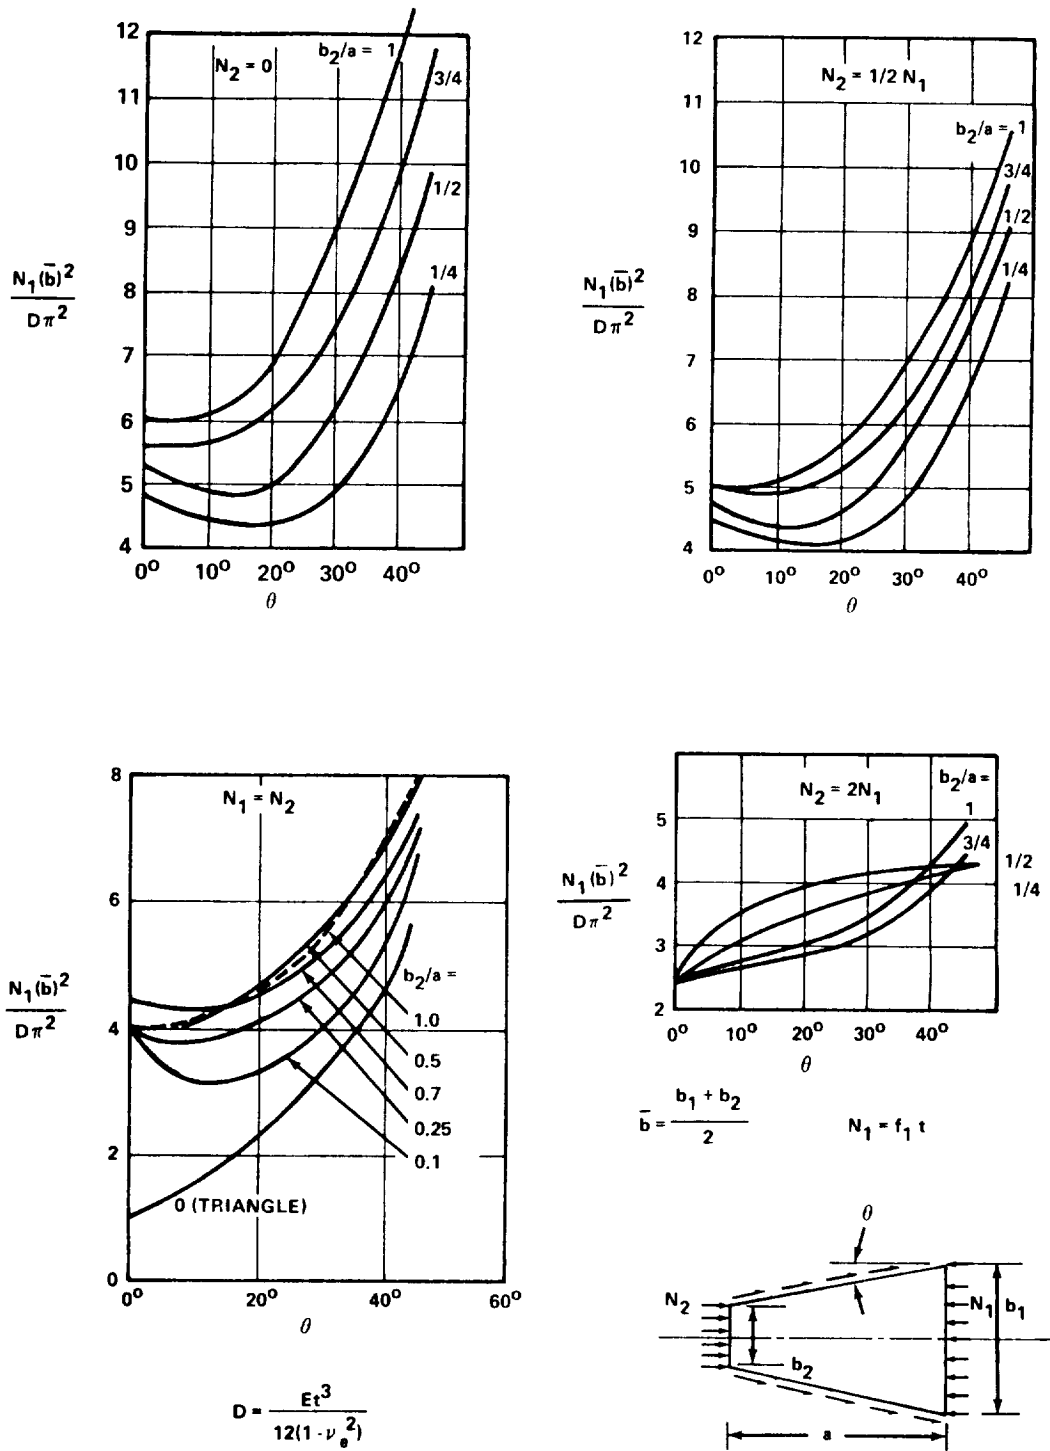 12
11
10
9
8
7
6
5
4
N₂ = 0
b₂/a = 1
3/4
1/2
1/4
N₁(b̄)²
Dπ²
0° 10° 20° 30° 40°
θ
12
11
10
9
8
7
6
5
4
N₂ = 1/2 N₁
b₂/a = 1
3/4
1/2
1/4
N₁(b̄)²
Dπ²
0° 10° 20° 30° 40°
θ
8
6
4
2
0
N₁ = N₂
N₁(b̄)²
Dπ²
b₂/a =
1.0
0.5
0.7
0.25
0.1
0 (TRIANGLE)
0° 20° 40° 60°
θ
D = Et³
12(1 - νₑ²)
5
4
3
2
N₂ = 2N₁
b₂/a =
1
3/4
1/2
1/4
N₁(b̄)²
Dπ²
0° 10° 20° 30° 40°
θ
b̄ = b₁ + b₂
2
N₁ = f₁ t
θ
N₂
N₁
b₁
b₂
a